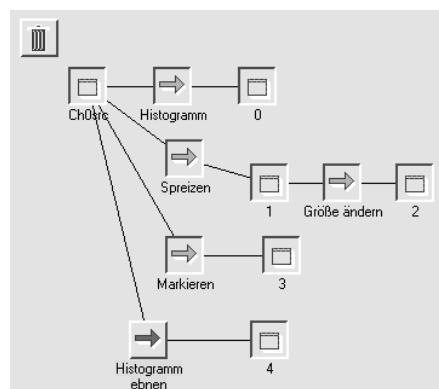 Ch0src Histogramm 0
Spreizen
1 Größe ändern 2
Markieren 3
Histogramm 4
ebnen